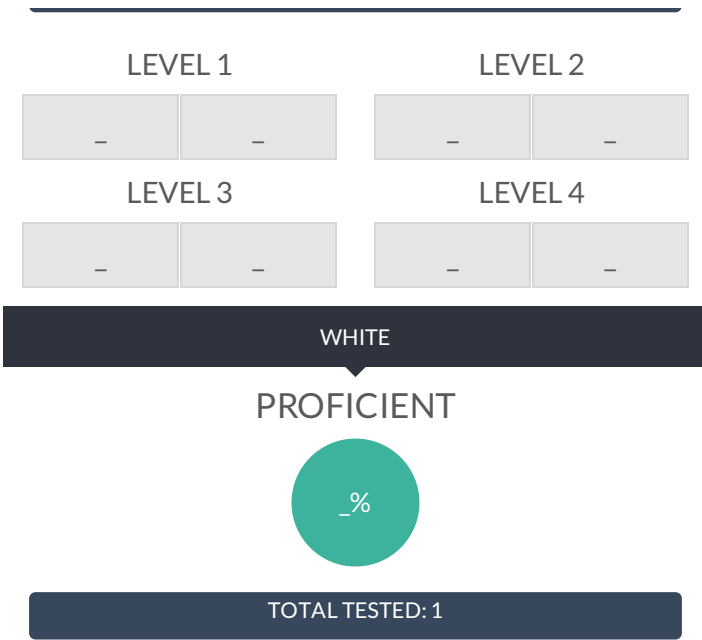 LEVEL 1 LEVEL 2
_ _ _ _
LEVEL 3 LEVEL 4
_ _ _ _
WHITE
PROFICIENT
_%
TOTAL TESTED: 1